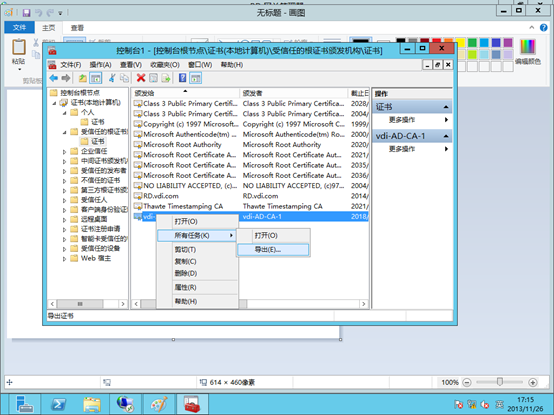 无标题 - 画图
文件
主页
查看
粘贴
剪贴板
编辑颜色
控制台1 - [控制台根节点\证书(本地计算机)\受信任的根证书颁发机构\证书]
文件(F) 操作(A) 查看(V) 收藏夹(O) 窗口(W) 帮助(H)
控制台根节点
证书(本地计算机)
个人
证书
受信任的根证书颁
证书
企业信任
中间证书颁发机
受信任的发布者
不信任的证书
第三方根证书颁
受信任人
客户端身份验证
远程桌面
证书注册申请
智能卡受信任的
受信任的设备
Web 宿主
颁发给 颁发者 截止日
Class 3 Public Primary Certifica... Class 3 Public Primary Certifica... 2028/
Class 3 Public Primary Certific... Class 3 Public Primary Certific... 2004/
Copyright (c) 1997 Microsof... Copyright (c) 1997 Microsof... 1999/
Microsoft Authenticode(tm) ... Microsoft Authenticode(tm) ... 2000/
Microsoft Root Authority Microsoft Root Authority 2020/
Microsoft Root Certificate A... Microsoft Root Certificate Aut... 2021/
Microsoft Root Certificate A... Microsoft Root Certificate Aut... 2035/
Microsoft Root Certificate A... Microsoft Root Certificate Aut... 2036/
NO LIABILITY ACCEPTED, (c)... NO LIABILITY ACCEPTED, (c)97... 2004/
RD.vdi.com RD.vdi.com 2014/
Thawte Timestamping CA Thawte Timestamping CA 2021/
vdi- vdi-AD-CA-1 2018/
打开(O)
所有任务(K)
剪切(T)
复制(C)
删除(D)
属性(R)
帮助(H)
打开(O)
导出(E)...
操作
证书
更多操作
vdi-AD-CA-1
更多操作
导出证书
614 × 460像素
100%
17:15
2013/11/26